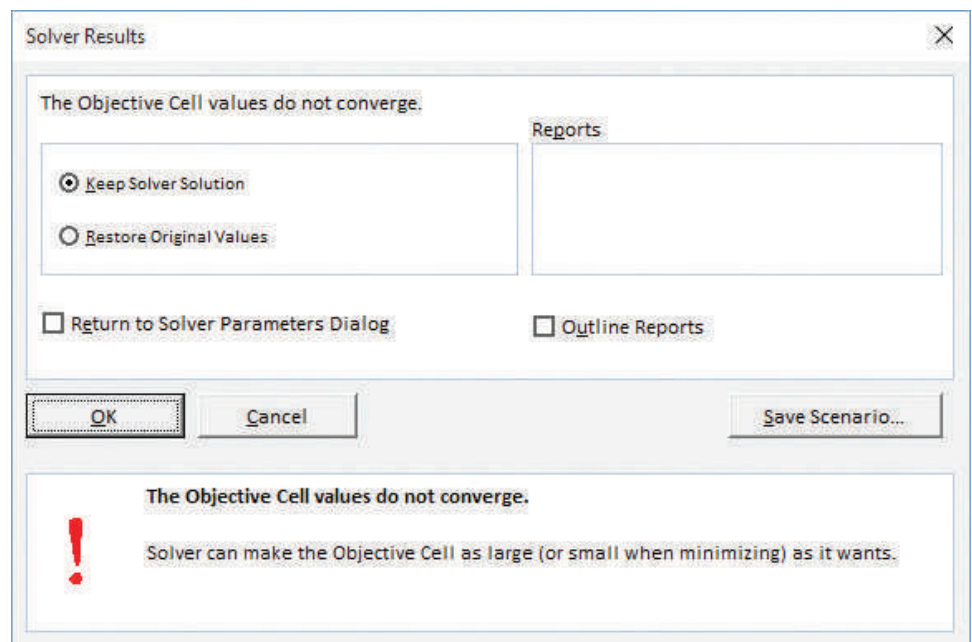 Solver Results
The Objective Cell values do not converge.
Reports
Keep Solver Solution
Restore Original Values
Return to Solver Parameters Dialog
Outline Reports
OK
Cancel
Save Scenario...
The Objective Cell values do not converge.
Solver can make the Objective Cell as large (or small when minimizing) as it wants.